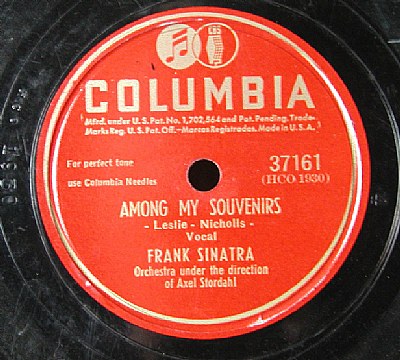 CBS
COLUMBIA
Mfrd. under U.S. Pat. No. 1,702,564 and Pat. Pending. Trade-
Marks Reg. U.S. Pat. Off.-Marcas Registradas. Made in U.S.A.
For perfect tone
use Columbia Needles
37161
(HCO 1930)
AMONG MY SOUVENIRS
- Leslie - Nicholls -
Vocal
FRANK SINATRA
Orchestra under the direction
of Axel Stordahl